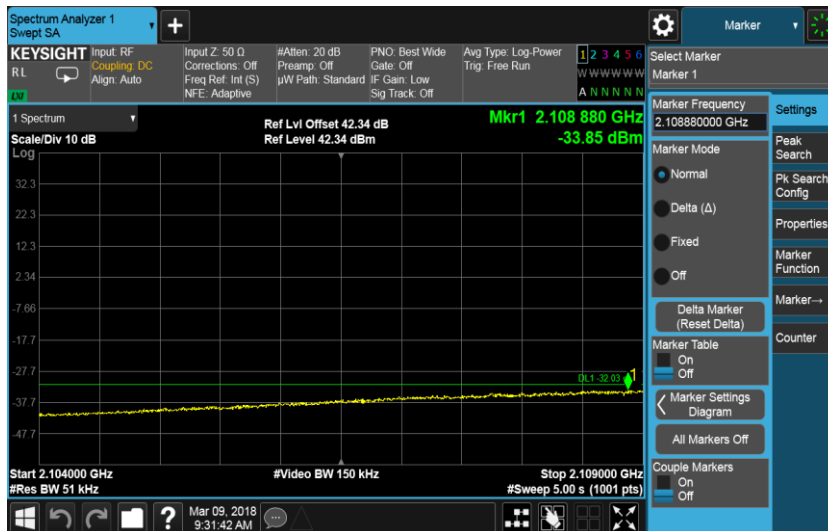 Spectrum Analyzer 1
Swept SA
Marker
KEYSIGHT
RL
LXI
Input: RF
Coupling: DC
Align: Auto
Input Z: 50 Ω
Corrections: Off
Freq Ref: Int (S)
NFE: Adaptive
#Atten: 20 dB
Preamp: Off
µW Path: Standard
PNO: Best Wide
Gate: Off
IF Gain: Low
Sig Track: Off
Avg Type: Log-Power
Trig: Free Run
1 2 3 4 5 6
W W W W W W
A N N N N N
Select Marker
Marker 1
1 Spectrum
Scale/Div 10 dB
Log
Ref Lvl Offset 42.34 dB
Ref Level 42.34 dBm
Mkr1 2.108 880 GHz
-33.85 dBm
32.3
22.3
12.3
2.34
-7.66
-17.7
-27.7
-37.7
-47.7
DL1 -32.03
1
Start 2.104000 GHz
#Res BW 51 kHz
#Video BW 150 kHz
Stop 2.109000 GHz
#Sweep 5.00 s (1001 pts)
Marker Frequency
2.108880000 GHz
Marker Mode
Normal
Delta (Δ)
Fixed
Off
Delta Marker
(Reset Delta)
Marker Table
On
Off
Marker Settings
Diagram
All Markers Off
Couple Markers
On
Off
Settings
Peak
Search
Pk Search
Config
Properties
Marker
Function
Marker→
Counter
?
Mar 09, 2018
9:31:42 AM